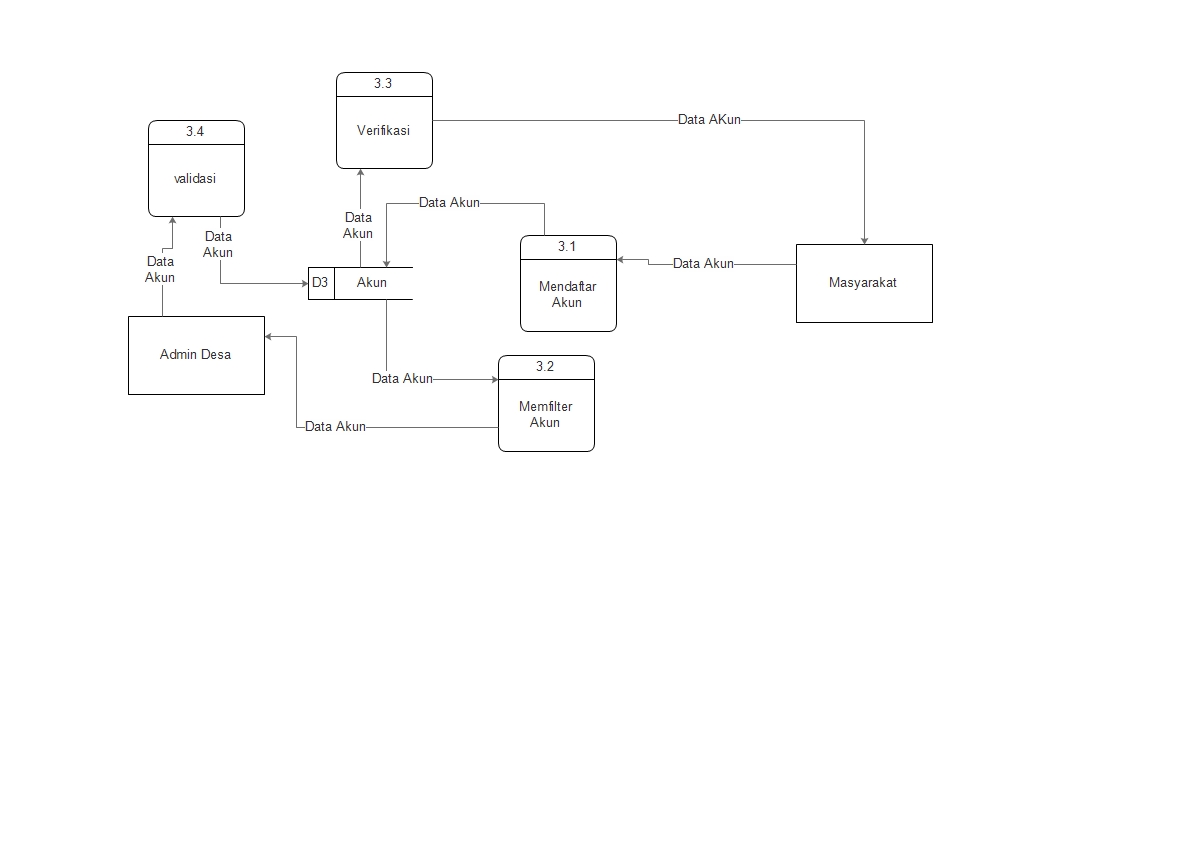 3.3
Verifikasi
Data AKun
3.4
validasi
Data
Akun
Data Akun
Data
Akun
Data
Akun
3.1
Mendaftar
Akun
Data Akun
Masyarakat
D3
Akun
Admin Desa
Data Akun
3.2
Memfilter
Akun
Data Akun